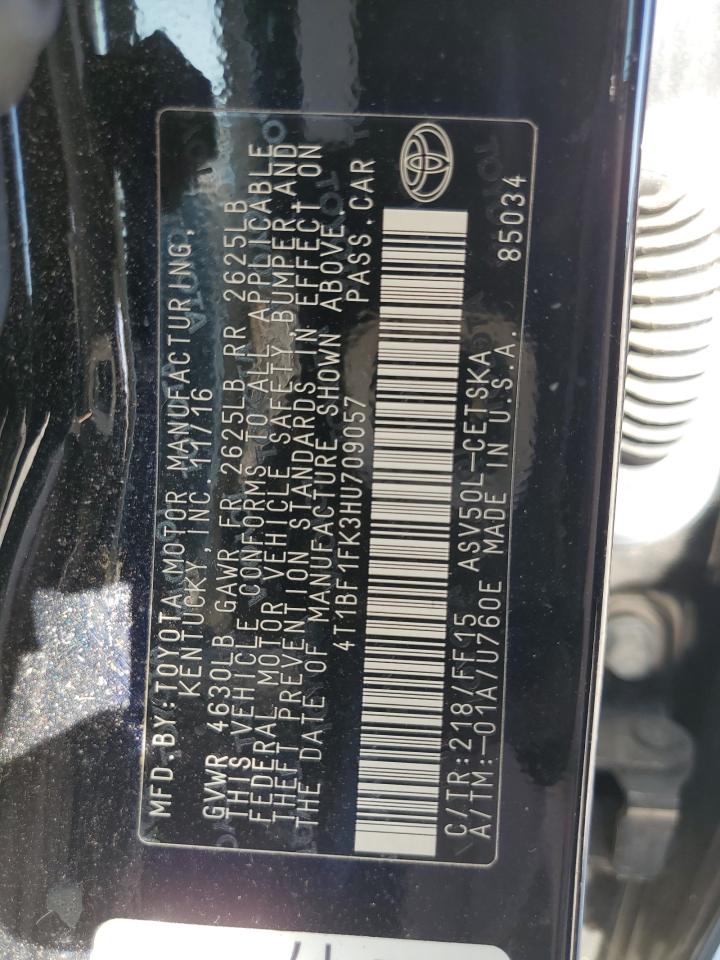 MFD.BY:TOYOTA MOTOR MANUFACTURING,
KENTUCKY, INC. 11/16
GVWR 4630LB GAWR FR 2625LB RR 2625LB
THIS VEHICLE CONFORMS TO ALL APPLICABLE
FEDERAL MOTOR VEHICLE SAFETY,BUMPER,AND
THEFT PREVENTION STANDARDS IN EFFECT ON
THE DATE OF MANUFACTURE SHOWN ABOVE.
4T1BF1FK3HU709057 PASS.CAR
C/TR:218/FF15 ASV50L-CETSKA
A/TM:-01A/U760E MADE IN U.S.A. 85034